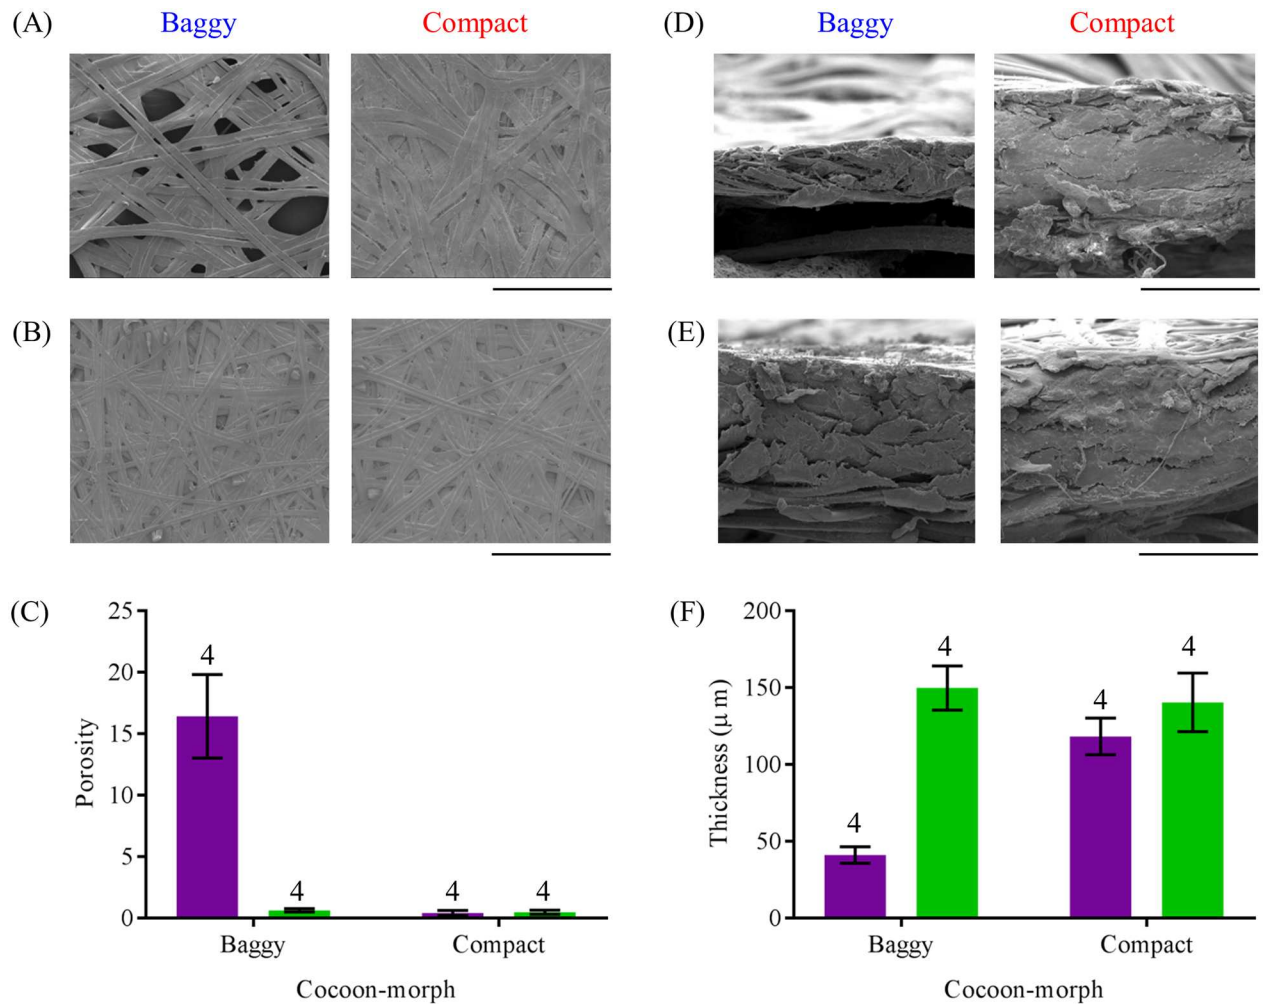 (A) Baggy Compact
(D) Baggy Compact
(B)
(E)
(C)
25
20
15
10
5
0
Porosity
4
4
4
4
Baggy Compact
Cocoon-morph
(F)
200
150
100
50
0
Thickness (μ m)
4
4
4
4
Baggy Compact
Cocoon-morph